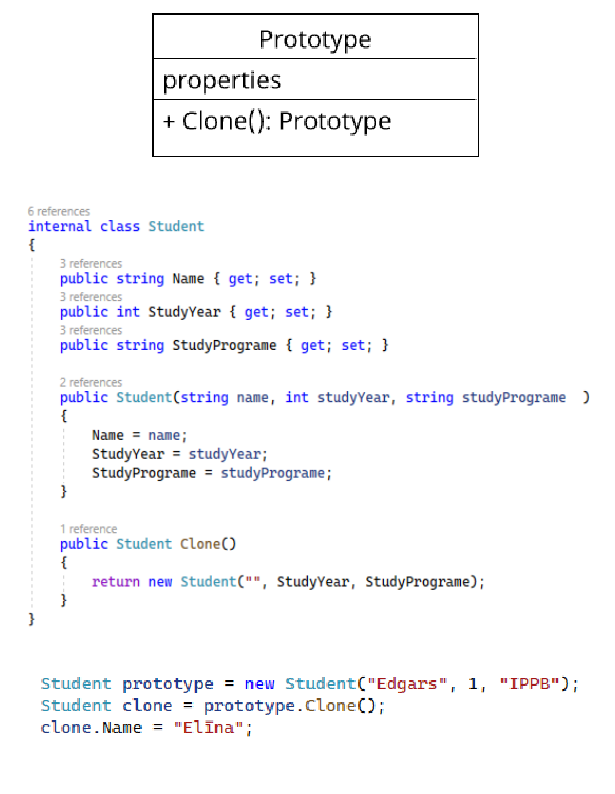 Prototype
properties
+ Clone(): Prototype
6 references
internal class Student
{
3 references
public string Name { get; set; }
3 references
public int StudyYear { get; set; }
3 references
public string StudyPrograme { get; set; }
2 references
public Student(string name, int studyYear, string studyPrograme  )
{
Name = name;
StudyYear = studyYear;
StudyPrograme = studyPrograme;
}
1 reference
public Student Clone()
{
return new Student("", StudyYear, StudyPrograme);
}
}
Student prototype = new Student("Edgars", 1, "IPPB");
Student clone = prototype.Clone();
clone.Name = "Elīna";